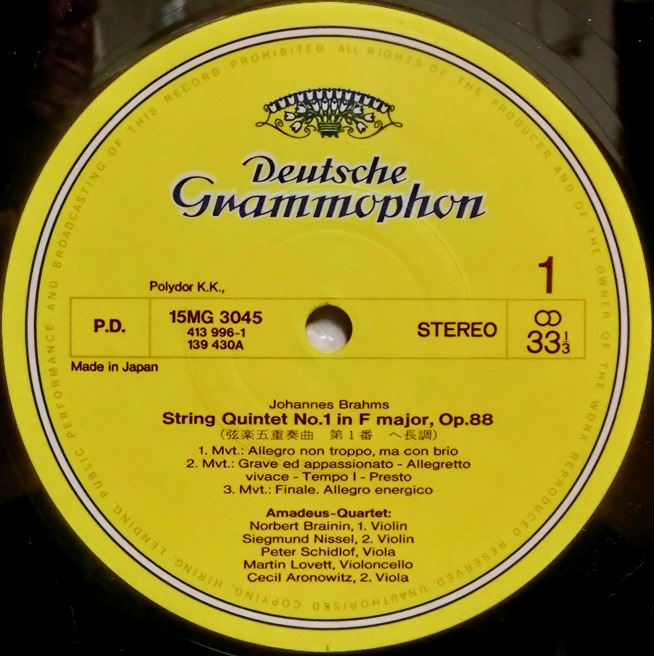 Deutsche
Grammophon
1
Polydor K.K.,
P.D.
15MG 3045
413 996-1
139 430A
STEREO
33⅓
Made in Japan
Johannes Brahms
String Quintet No.1 in F major, Op.88
(弦楽五重奏曲 第1番 ヘ長調)
1. Mvt.: Allegro non troppo, ma con brio
2. Mvt.: Grave ed appassionato - Allegretto
vivace - Tempo I - Presto
3. Mvt.: Finale. Allegro energico
Amadeus-Quartet:
Norbert Brainin, 1. Violin
Siegmund Nissel, 2. Violin
Peter Schidlof, Viola
Martin Lovett, Violoncello
Cecil Aronowitz, 2. Viola
ALL RIGHTS OF THE PRODUCER AND OF THE OWNER OF THE WORK REPRODUCED RESERVED UNAUTHORISED COPYING, HIRING, LENDING, PUBLIC PERFORMANCE AND BROADCASTING OF THIS RECORD PROHIBITED